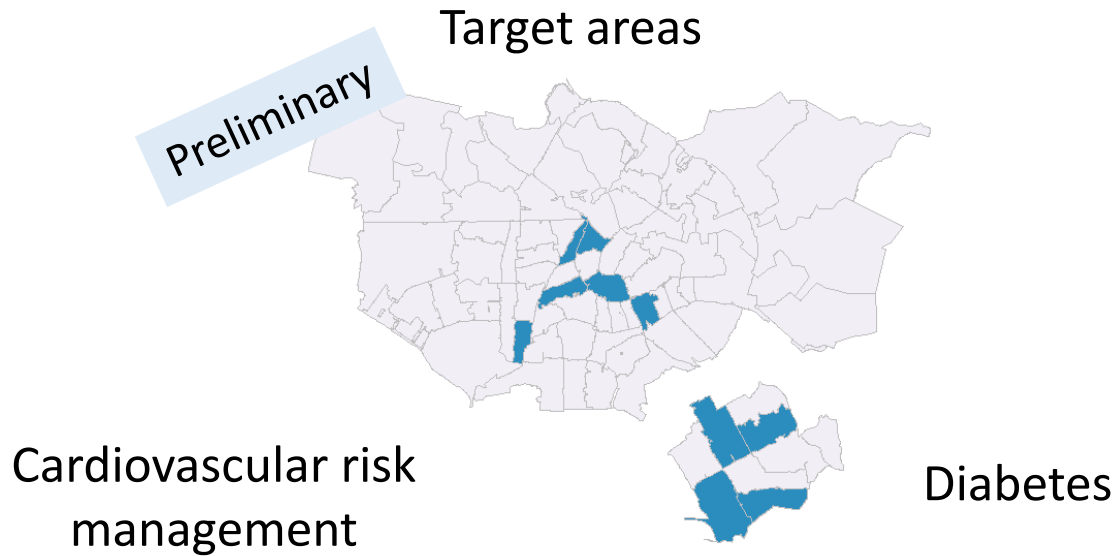 Target areas
Preliminary
Cardiovascular risk
management
Diabetes